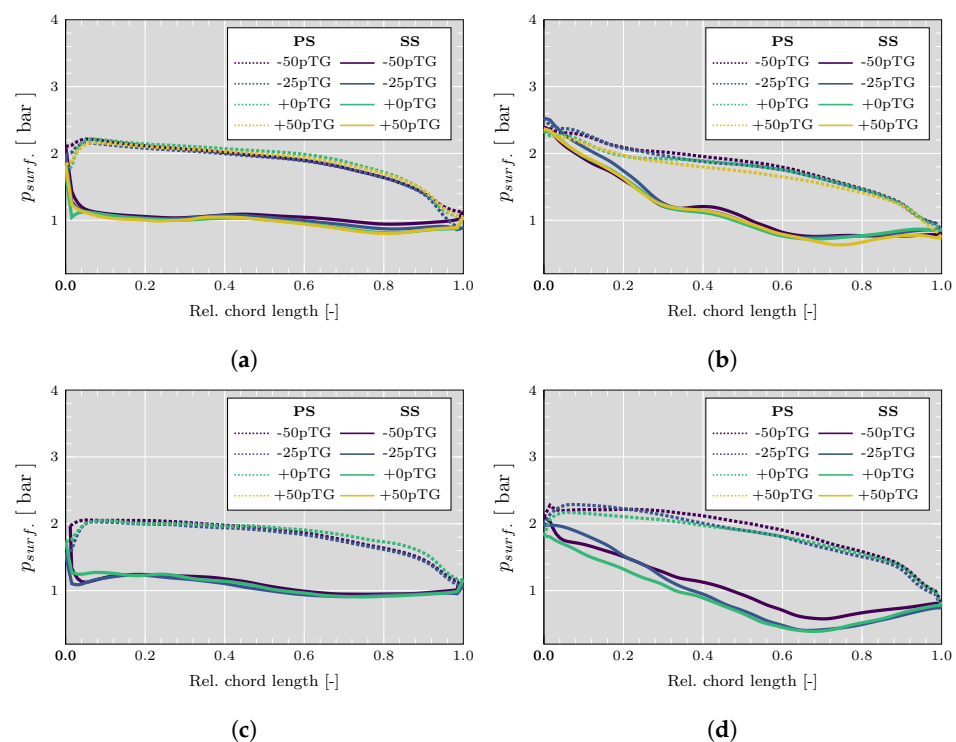 4
3
2
1
p_surf. [ bar ]
PS SS
-50pTG -50pTG
-25pTG -25pTG
+0pTG +0pTG
+50pTG +50pTG
0.0 0.2 0.4 0.6 0.8 1.0
Rel. chord length [-]
(a)
4
3
2
1
p_surf. [ bar ]
PS SS
-50pTG -50pTG
-25pTG -25pTG
+0pTG +0pTG
+50pTG +50pTG
0.0 0.2 0.4 0.6 0.8 1.0
Rel. chord length [-]
(b)
4
3
2
1
p_surf. [ bar ]
PS SS
-50pTG -50pTG
-25pTG -25pTG
+0pTG +0pTG
+50pTG +50pTG
0.0 0.2 0.4 0.6 0.8 1.0
Rel. chord length [-]
(c)
4
3
2
1
p_surf. [ bar ]
PS SS
-50pTG -50pTG
-25pTG -25pTG
+0pTG +0pTG
+50pTG +50pTG
0.0 0.2 0.4 0.6 0.8 1.0
Rel. chord length [-]
(d)